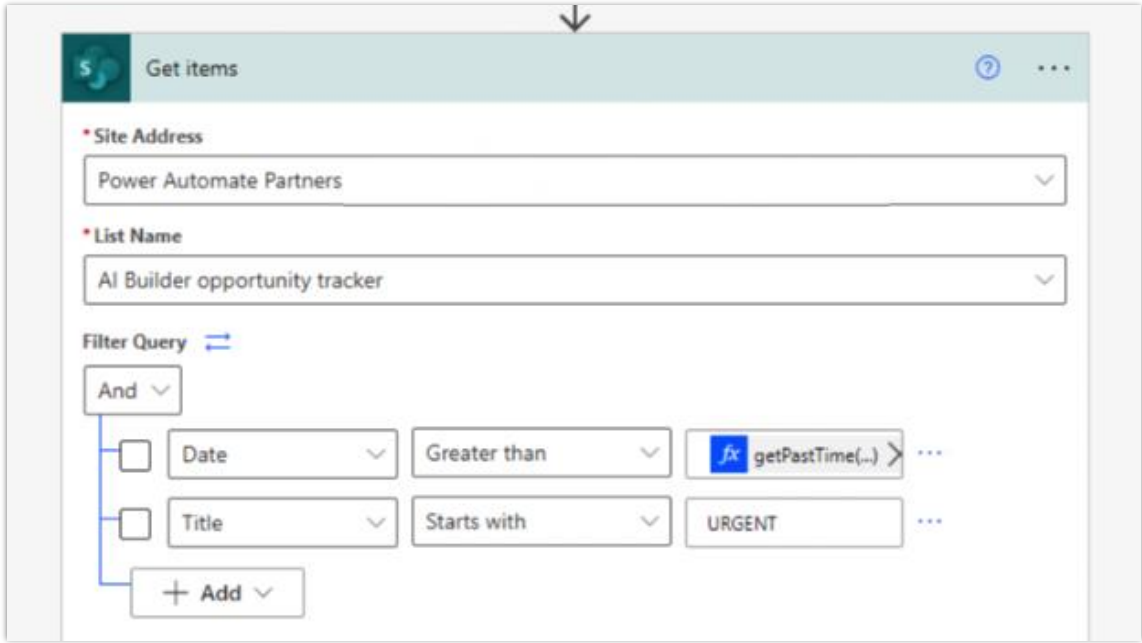 S
Get items
?
* Site Address
Power Automate Partners
* List Name
AI Builder opportunity tracker
Filter Query
And
Date Greater than fx getPastTime(...)
Title Starts with URGENT
+ Add